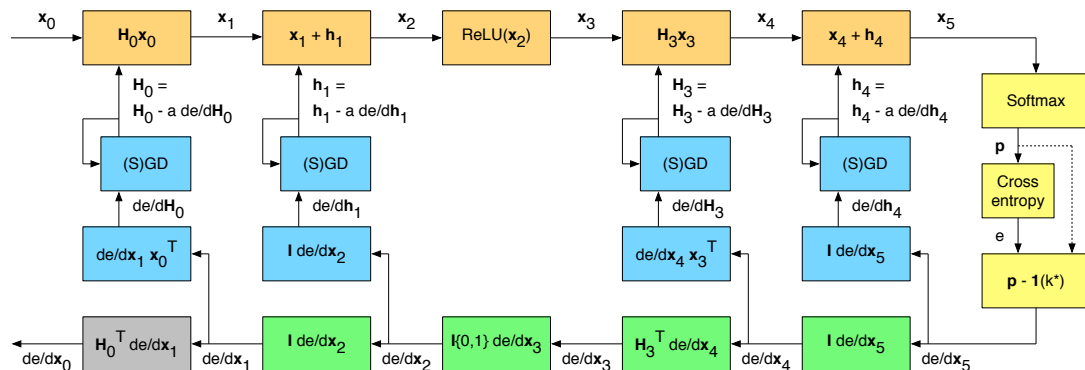 x0 x1 x2 x3 x4 x5
H0x0 x1 + h1 ReLU(x2) H3x3 x4 + h4
H0 = h1 = H3 = h4 =
H0 - a de/dH0 h1 - a de/dh1 H3 - a de/dH3 h4 - a de/dh4
Softmax
p
(S)GD (S)GD (S)GD (S)GD
Cross
entropy
de/dH0 de/dh1 de/dH3 de/dh4
e
de/dx1 x0^T I de/dx2 de/dx4 x3^T I de/dx5
p - 1(k*)
H0^T de/dx1 I de/dx2 I{0,1} de/dx3 H3^T de/dx4 I de/dx5
de/dx0 de/dx1 de/dx2 de/dx3 de/dx4 de/dx5